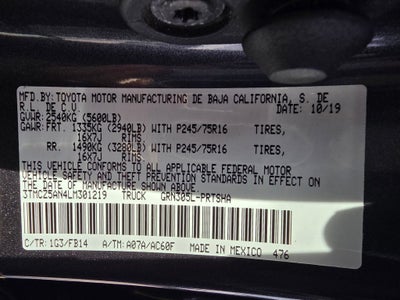 MFD.BY: TOYOTA MOTOR MANUFACTURING DE BAJA CALIFORNIA, S. DE
R.L. DE C.V. DATE: 10/19
GVWR: 2540KG (5600LB)
GAWR: FRT. 1335KG (2940LB) WITH P245/75R16 TIRES,
16X7J RIMS
RR. 1490KG (3280LB) WITH P245/75R16 TIRES,
16X7J RIMS
THIS VEHICLE CONFORMS TO ALL APPLICABLE FEDERAL MOTOR
VEHICLE SAFETY AND THEFT PREVENTION STANDARDS IN EFFECT
ON THE DATE OF MANUFACTURE SHOWN ABOVE.
3THCZ5AN4LM301219 TRUCK GRN305L-PRTSHA
C/TR: 1G3/FB14 A/TM: A07A/AC60F MADE IN MEXICO 476